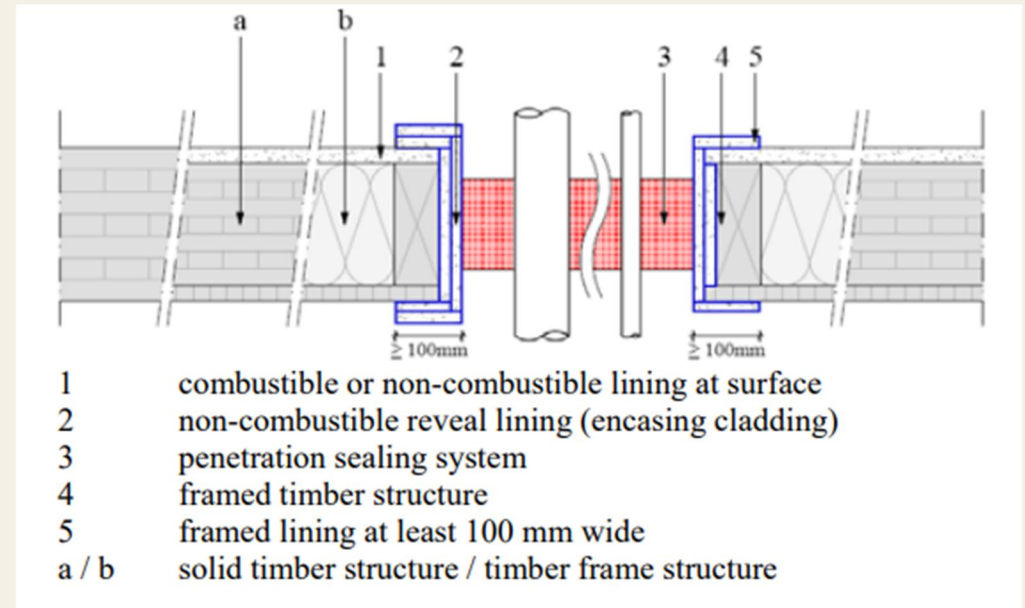 a b
1 2 3 4 5
≥ 100mm ≥ 100mm
1 combustible or non-combustible lining at surface
2 non-combustible reveal lining (encasing cladding)
3 penetration sealing system
4 framed timber structure
5 framed lining at least 100 mm wide
a / b solid timber structure / timber frame structure